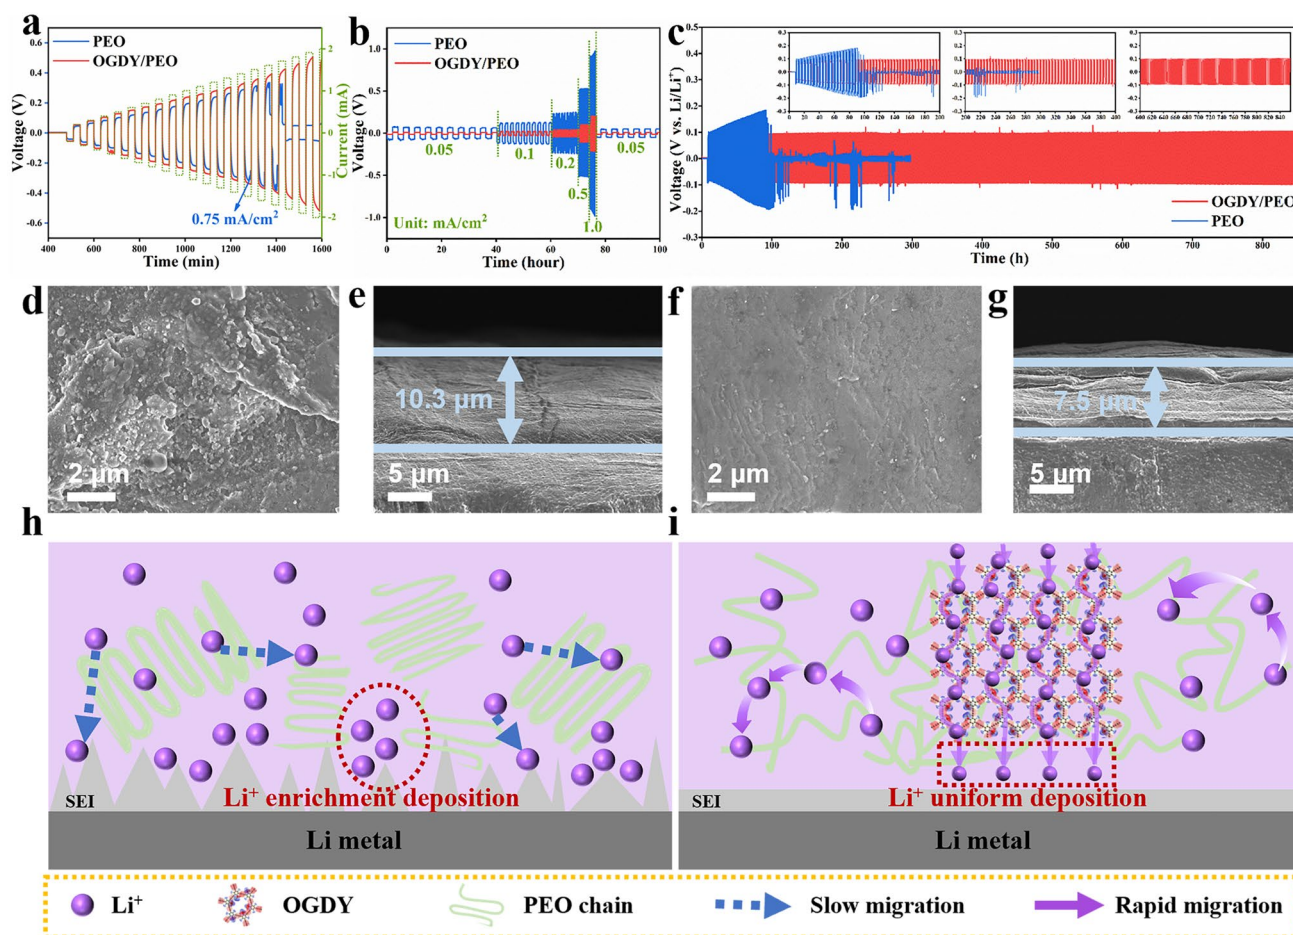 a
PEO
OGDY/PEO
0.6
0.4
0.2
0.0
-0.2
-0.4
-0.6
Voltage (V)
2
1
0
-1
-2
Current (mA)
0.75 mA/cm²
400 600 800 1000 1200 1400 1600
Time (min)
b
PEO
OGDY/PEO
1.0
0.5
0.0
-0.5
-1.0
Voltage (V)
0.05
0.1
0.2
0.5
1.0
0.05
Unit: mA/cm²
0 20 40 60 80 100
Time (hour)
c
0.5
0.4
0.3
0.2
0.1
0.0
0.1
0.2
-0.3
Voltage (V vs. Li/Li⁺)
OGDY/PEO
PEO
0 100 200 300 400 500 600 700 800
Time (h)
d
2 μm
e
10.3 μm
5 μm
f
2 μm
g
7.5 μm
5 μm
h
SEI
Li⁺ enrichment deposition
Li metal
i
SEI
Li⁺ uniform deposition
Li metal
Li⁺
OGDY
PEO chain
Slow migration
Rapid migration